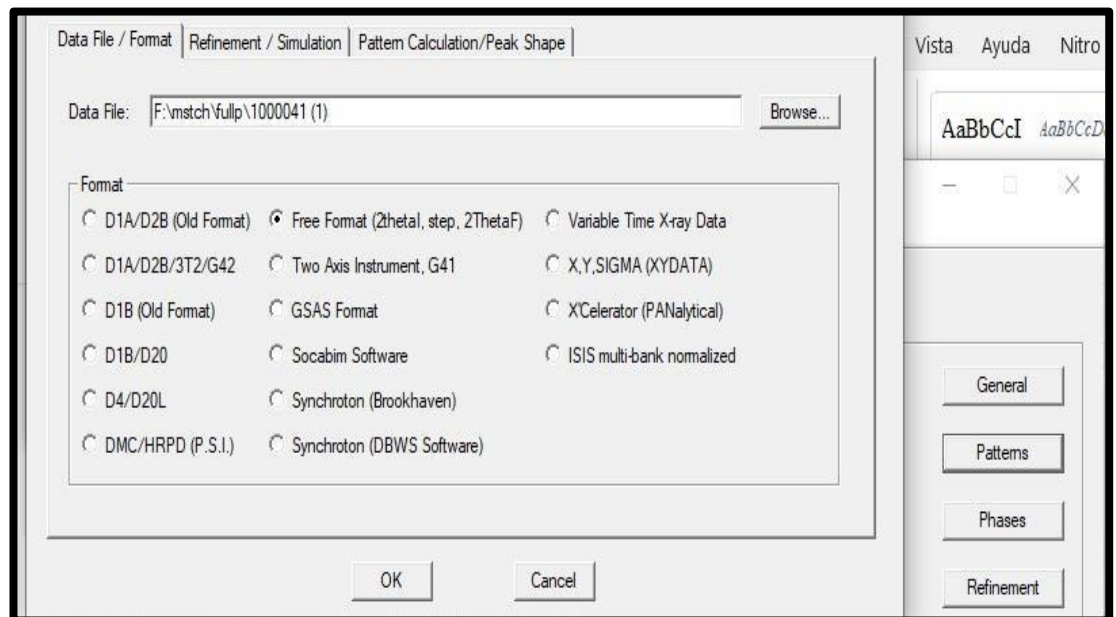 Data File / Format Refinement / Simulation Pattern Calculation/Peak Shape
Vista Ayuda Nitro
Data File: F:\mstch\fullp\1000041 (1) Browse...
AaBbCcI AaBbCcD
Format
D1A/D2B (Old Format) Free Format (2thetaI, step, 2ThetaF) Variable Time X-ray Data
D1A/D2B/3T2/G42 Two Axis Instrument, G41 X,Y,SIGMA (XYDATA)
D1B (Old Format) GSAS Format X'Celerator (PANalytical)
D1B/D20 Socabim Software ISIS multi-bank normalized
D4/D20L Synchroton (Brookhaven)
DMC/HRPD (P.S.I.) Synchroton (DBWS Software)
General
Patterns
Phases
Refinement
OK Cancel